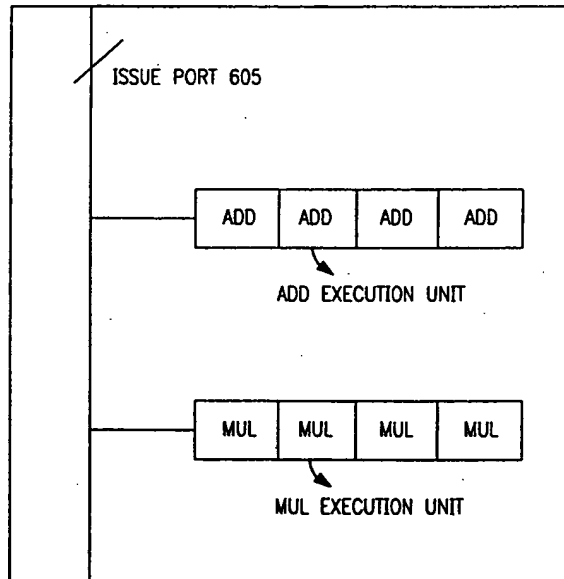 ISSUE PORT 605
ADD ADD ADD ADD
ADD EXECUTION UNIT
MUL MUL MUL MUL
MUL EXECUTION UNIT